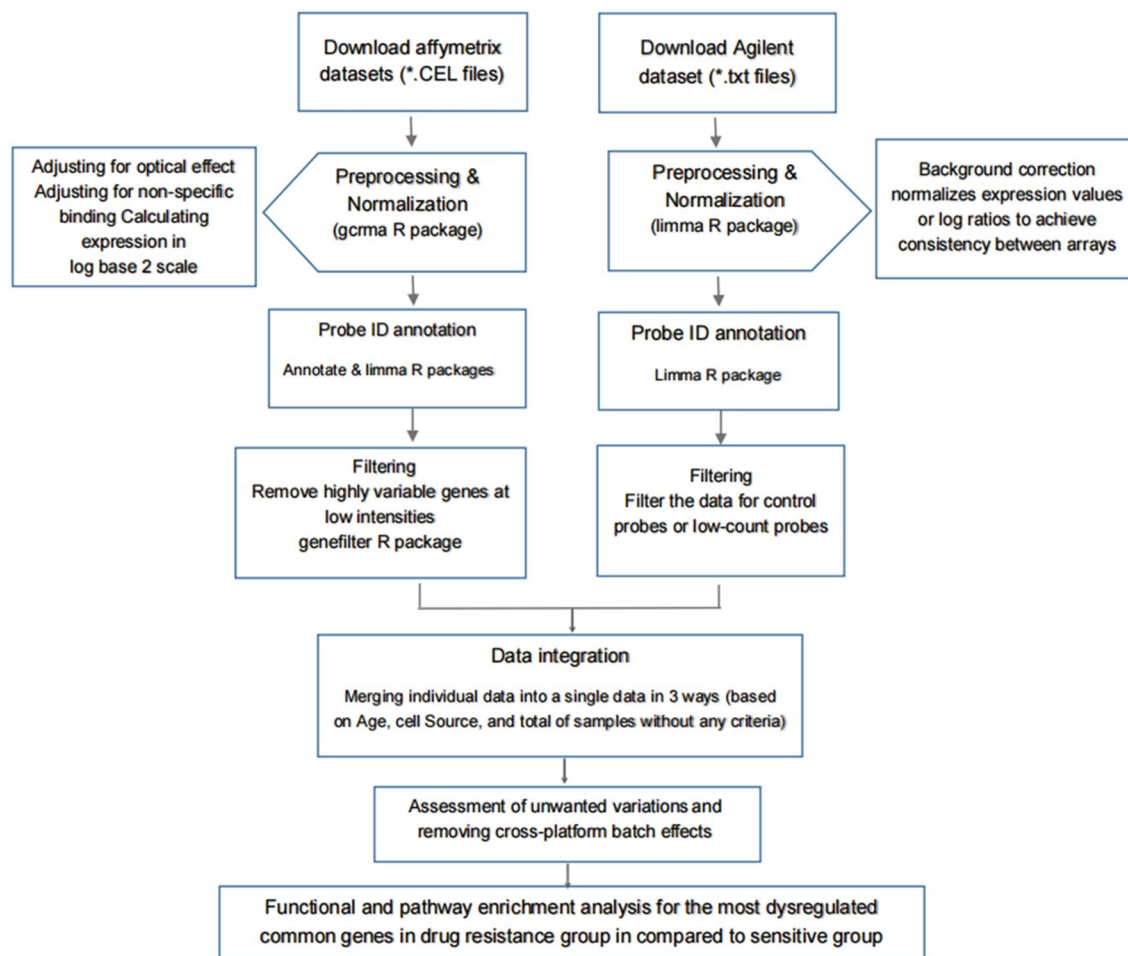 Download affymetrix
datasets (*.CEL files)
Download Agilent
dataset (*.txt files)
Adjusting for optical effect
Adjusting for non-specific
binding Calculating
expression in
log base 2 scale
Preprocessing &
Normalization
(gcrma R package)
Preprocessing &
Normalization
(limma R package)
Background correction
normalizes expression values
or log ratios to achieve
consistency between arrays
Probe ID annotation
Annotate & limma R packages
Probe ID annotation
Limma R package
Filtering
Remove highly variable genes at
low intensities
genefilter R package
Filtering
Filter the data for control
probes or low-count probes
Data integration
Merging individual data into a single data in 3 ways (based
on Age, cell Source, and total of samples without any criteria)
Assessment of unwanted variations and
removing cross-platform batch effects
Functional and pathway enrichment analysis for the most dysregulated
common genes in drug resistance group in compared to sensitive group